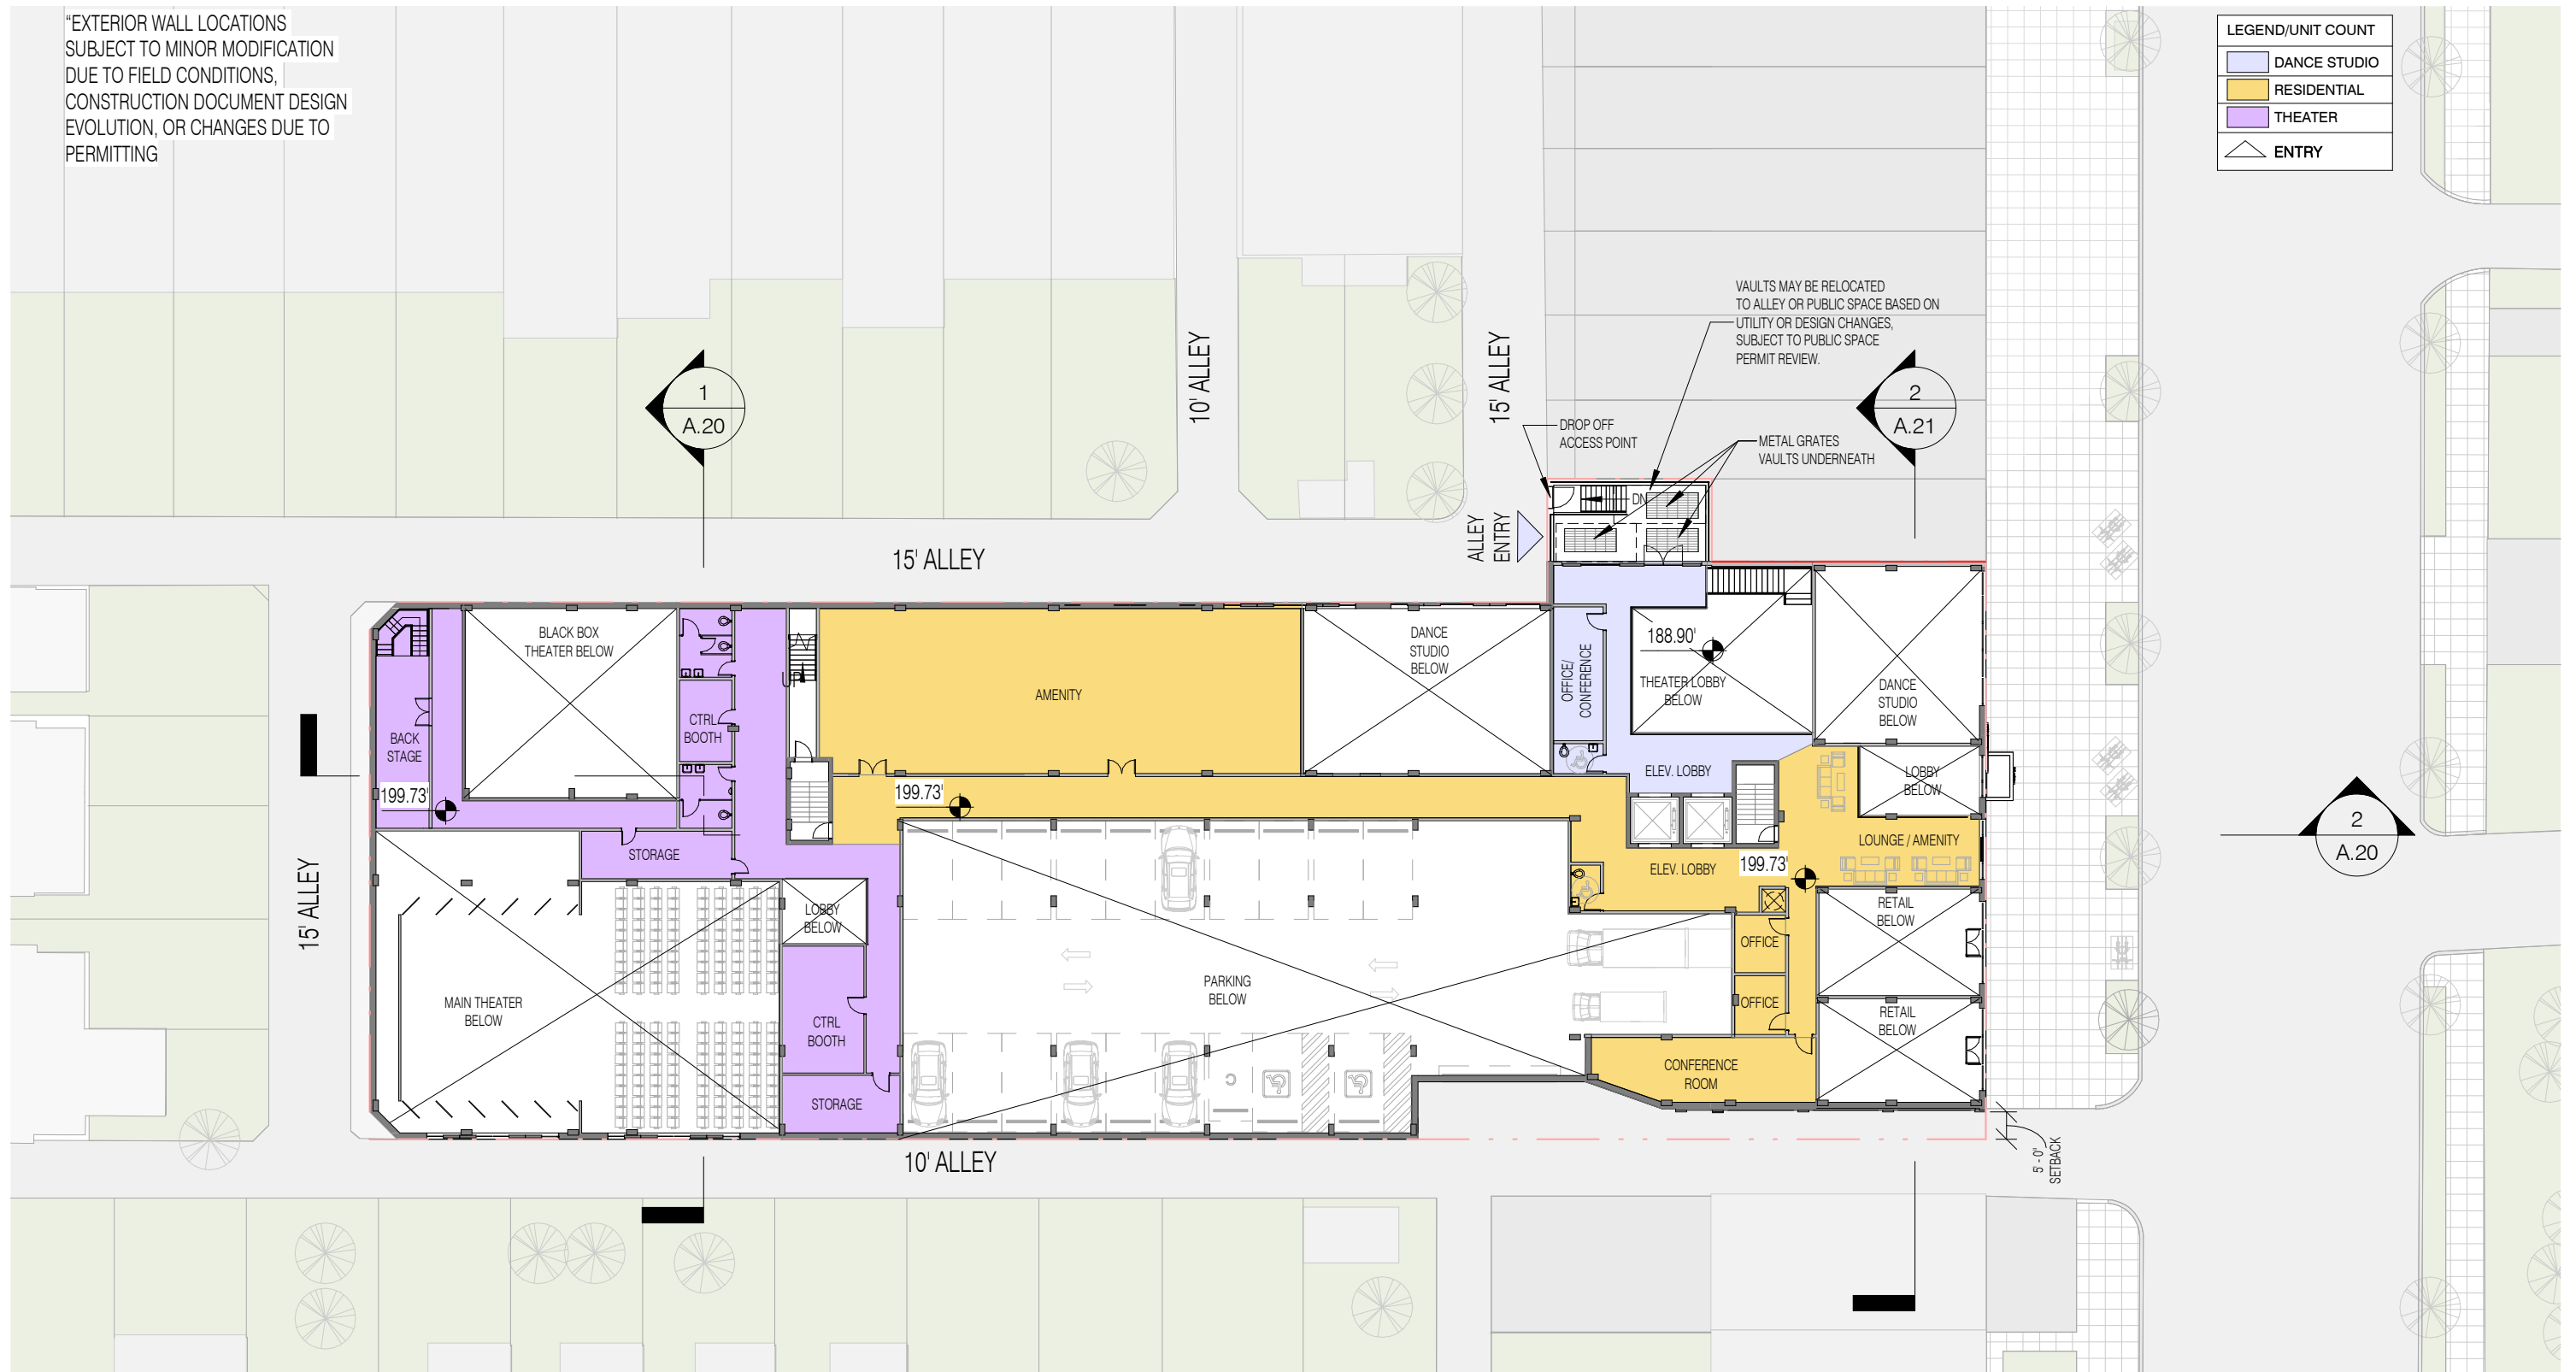 "EXTERIOR WALL LOCATIONS
SUBJECT TO MINOR MODIFICATION
DUE TO FIELD CONDITIONS,
CONSTRUCTION DOCUMENT DESIGN
EVOLUTION, OR CHANGES DUE TO
PERMITTING
LEGEND/UNIT COUNT
DANCE STUDIO
RESIDENTIAL
THEATER
ENTRY
VAULTS MAY BE RELOCATED
TO ALLEY OR PUBLIC SPACE BASED ON
UTILITY OR DESIGN CHANGES,
SUBJECT TO PUBLIC SPACE
PERMIT REVIEW.
10' ALLEY
15' ALLEY
1
A.20
2
A.21
DROP OFF
ACCESS POINT
METAL GRATES
VAULTS UNDERNEATH
DN
ALLEY
ENTRY
15' ALLEY
BLACK BOX
THEATER BELOW
DANCE
STUDIO
BELOW
OFFICE/
CONFERENCE
188.90'
THEATER LOBBY
BELOW
DANCE
STUDIO
BELOW
AMENITY
CTRL
BOOTH
BACK
STAGE
199.73'
199.73'
ELEV. LOBBY
LOBBY
BELOW
LOUNGE / AMENITY
2
A.20
STORAGE
ELEV. LOBBY
199.73'
15' ALLEY
LOBBY
BELOW
RETAIL
BELOW
OFFICE
MAIN THEATER
BELOW
PARKING
BELOW
OFFICE
RETAIL
BELOW
CTRL
BOOTH
C
CONFERENCE
ROOM
STORAGE
10' ALLEY
5' - 0"
SETBACK